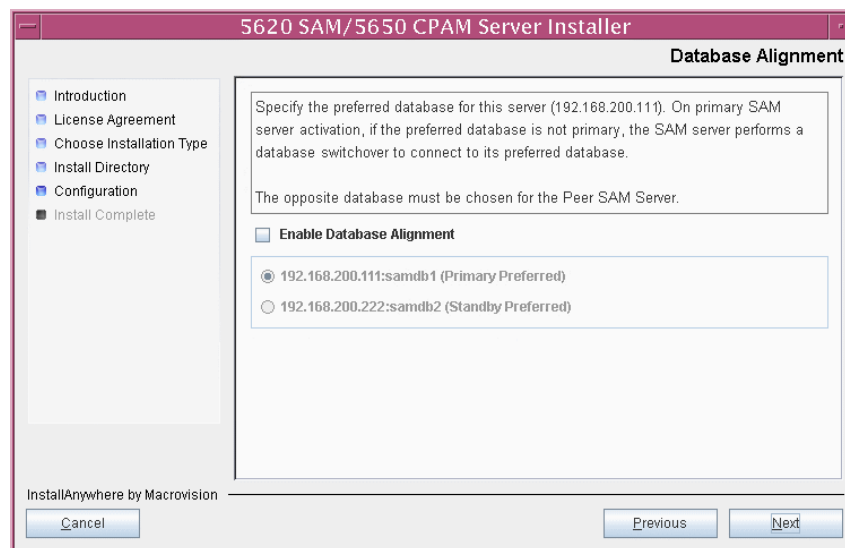 5620 SAM/5650 CPAM Server Installer
Database Alignment
Introduction
License Agreement
Choose Installation Type
Install Directory
Configuration
Install Complete
Specify the preferred database for this server (192.168.200.111). On primary SAM
server activation, if the preferred database is not primary, the SAM server performs a
database switchover to connect to its preferred database.
The opposite database must be chosen for the Peer SAM Server.
Enable Database Alignment
192.168.200.111:samdb1 (Primary Preferred)
192.168.200.222:samdb2 (Standby Preferred)
InstallAnywhere by Macrovision
Cancel
Previous
Next